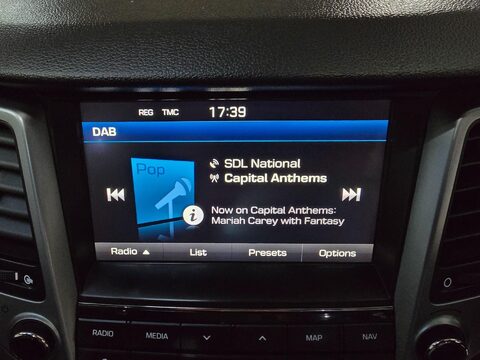 REG TMC 17:39
DAB
Pop
SDL National
Capital Anthems
i
Now on Capital Anthems:
Mariah Carey with Fantasy
Radio ▲ List Presets Options
RADIO MEDIA MAP NAV